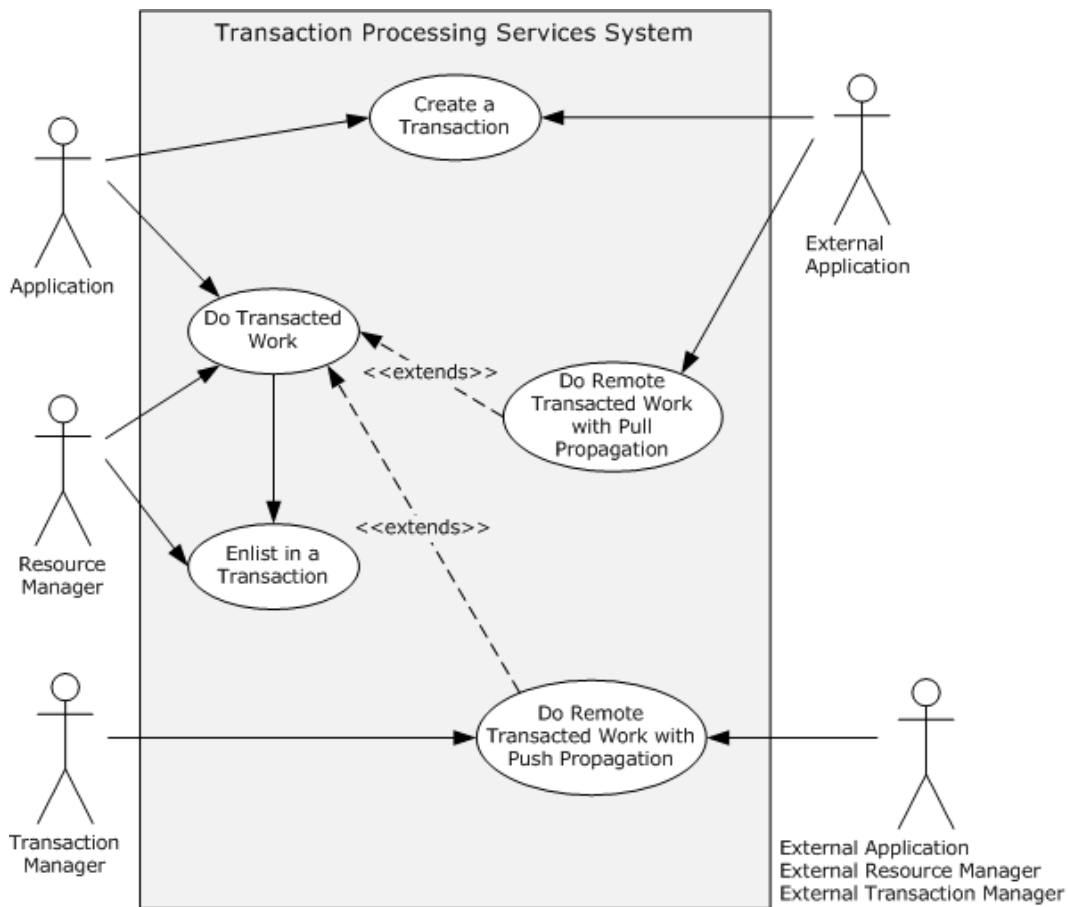 Transaction Processing Services System
Create a
Transaction
Application
External
Application
Do Transacted
Work
<<extends>>
Do Remote
Transacted Work
with Pull
Propagation
Resource
Manager
<<extends>>
Enlist in a
Transaction
Do Remote
Transacted Work with
Push Propagation
Transaction
Manager
External Application
External Resource Manager
External Transaction Manager